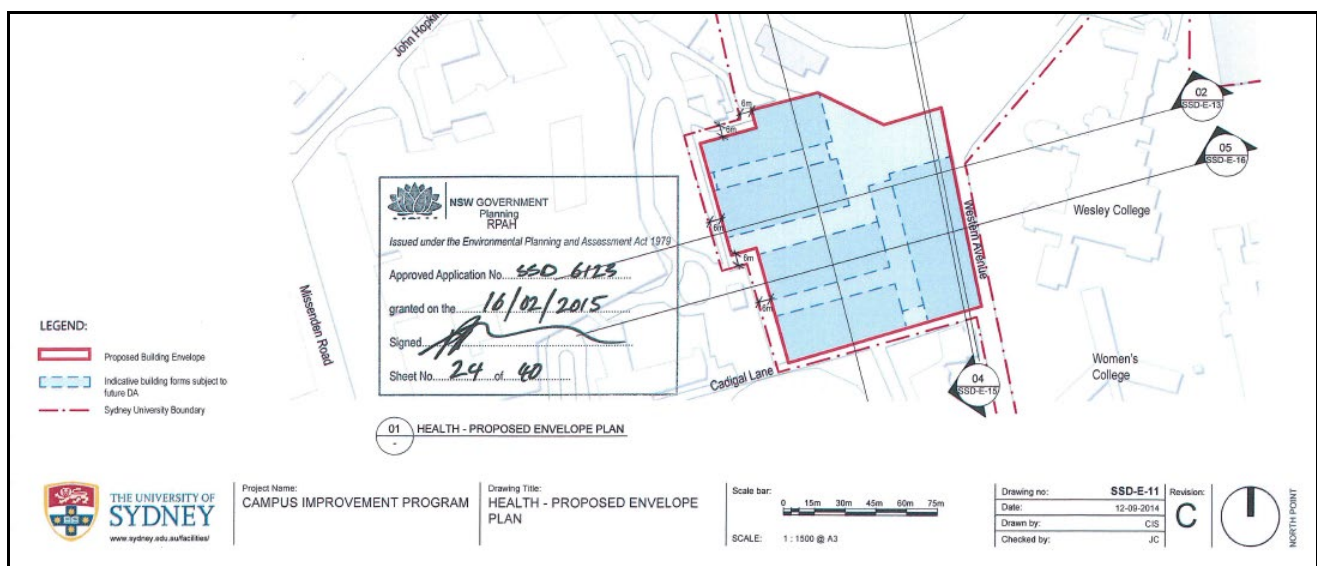 John Hopkin
6m
6m
02
SSD-E-13
05
SSD-E-16
NSW GOVERNMENT
Planning
RPAH
Issued under the Environmental Planning and Assessment Act 1979
Approved Application No. SSD 6123
granted on the 16/02/2015
Signed
Sheet No. 24 of 40
6m
6m
6m
Western Avenue
Wesley College
Missenden Road
Women's
College
Cadigal Lane
04
SSD-E-15
LEGEND:
Proposed Building Envelope
Indicative building forms subject to
future DA
Sydney University Boundary
01 HEALTH - PROPOSED ENVELOPE PLAN
-
THE UNIVERSITY OF
SYDNEY
www.sydney.edu.au/facilities/
Project Name:
CAMPUS IMPROVEMENT PROGRAM
Drawing Title:
HEALTH - PROPOSED ENVELOPE
PLAN
Scale bar:
0 15m 30m 45m 60m 75m
SCALE: 1 : 1500 @ A3
Drawing no: SSD-E-11
Date: 12-09-2014
Drawn by: CIS
Checked by: JC
Revision:
C
NORTH POINT